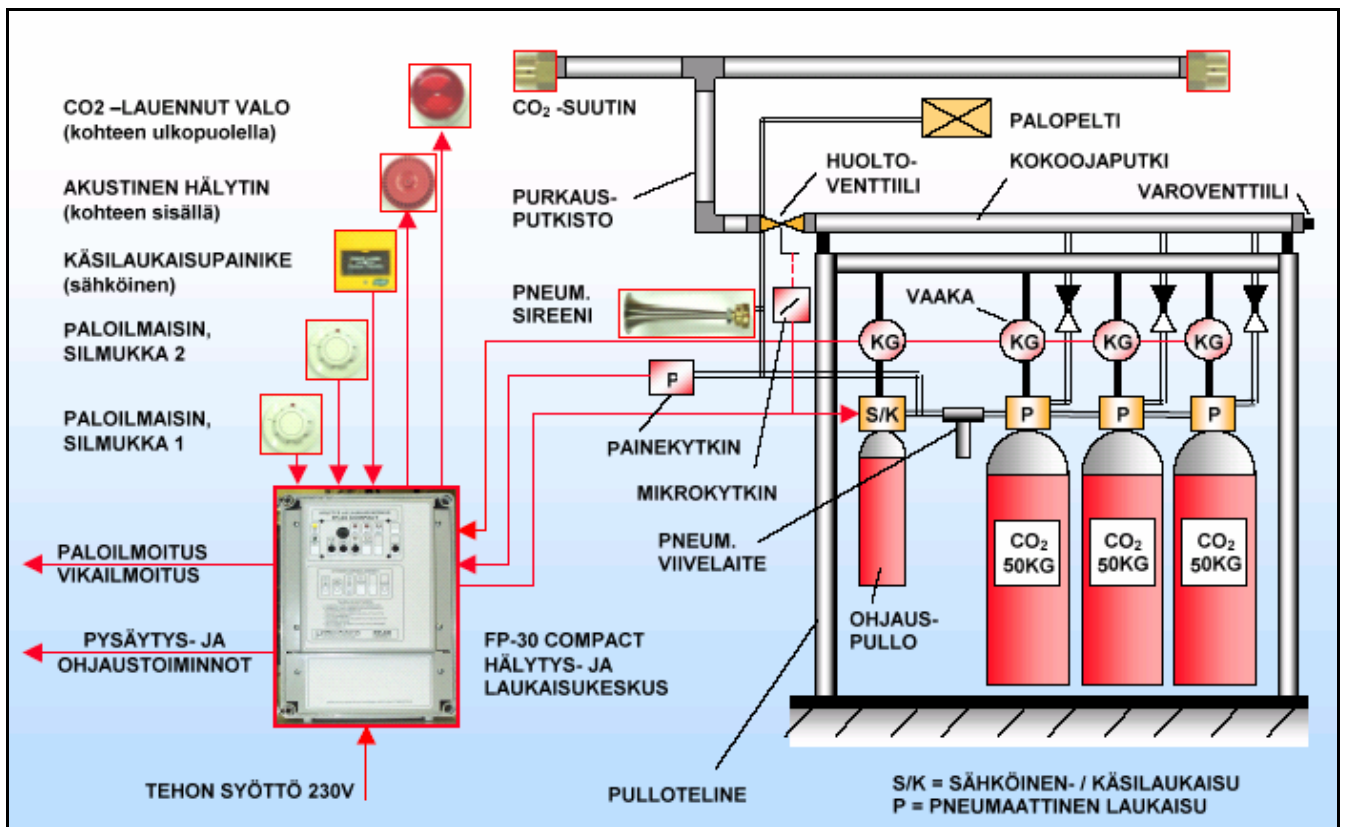 CO2 –LAUENNUT VALO
(kohteen ulkopuolella)
AKUSTINEN HÄLYTIN
(kohteen sisällä)
KÄSILAUKAISUPAINIKE
(sähköinen)
PALOILMAISIN,
SILMUKKA 2
PALOILMAISIN,
SILMUKKA 1
PALOILMOITUS
VIKAILMOITUS
PYSÄYTYS- JA
OHJAUSTOIMINNOT
TEHON SYÖTTÖ 230V
FP-30 COMPACT
HÄLYTYS- JA
LAUKAISUKESKUS
CO₂ -SUUTIN
PURKAUS-
PUTKISTO
PNEUM.
SIREENI
P
PAINEKYTKIN
MIKROKYTKIN
PNEUM.
VIIVELAITE
PULLOTELINE
PALOPELTI
HUOLTO-
VENTTIILI
KOKOOJAPUTKI
VAROVENTTIILI
VAAKA
KG
KG
KG
KG
S/K
P
P
P
CO₂
50KG
CO₂
50KG
CO₂
50KG
OHJAUS-
PULLO
S/K = SÄHKÖINEN- / KÄSILAUKAISU
P = PNEUMAATTINEN LAUKAISU